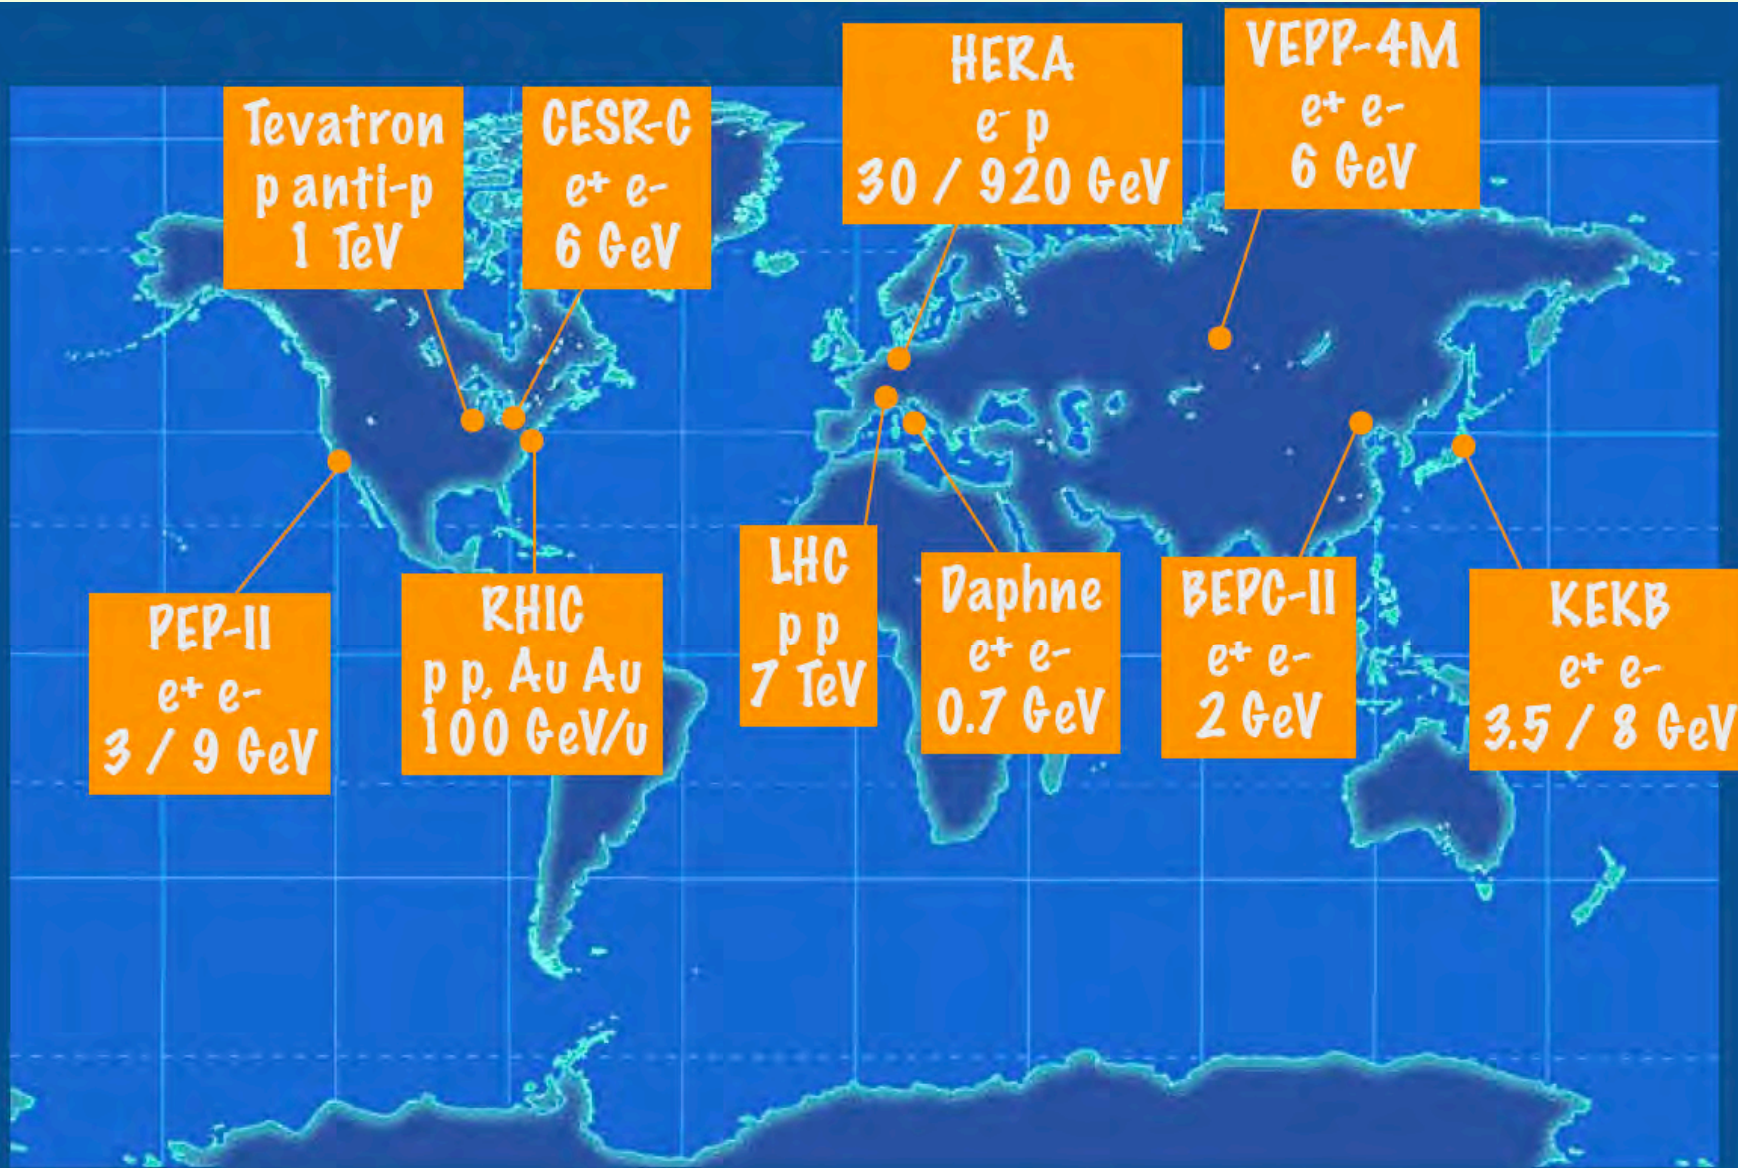 Tevatron
p anti-p
1 TeV
CESR-C
e+ e-
6 GeV
HERA
e- p
30 / 920 GeV
VEPP-4M
e+ e-
6 GeV
PEP-II
e+ e-
3 / 9 GeV
RHIC
p p, Au Au
100 GeV/u
LHC
p p
7 TeV
Daphne
e+ e-
0.7 GeV
BEPC-II
e+ e-
2 GeV
KEKB
e+ e-
3.5 / 8 GeV